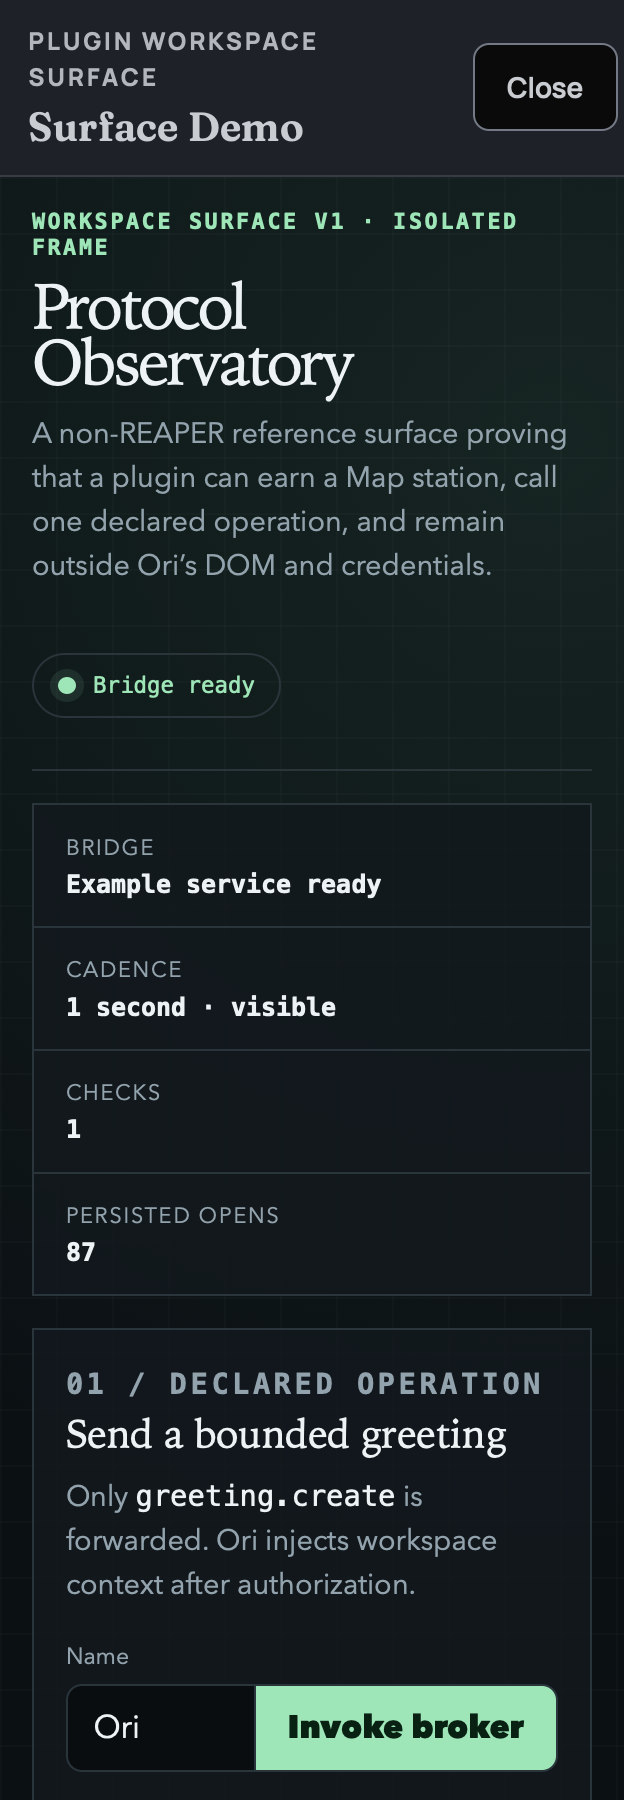 PLUGIN WORKSPACE
SURFACE
Surface Demo
Close
WORKSPACE SURFACE V1 · ISOLATED
FRAME
Protocol
Observatory
A non-REAPER reference surface proving
that a plugin can earn a Map station, call
one declared operation, and remain
outside Ori’s DOM and credentials.
Bridge ready
BRIDGE
Example service ready
CADENCE
1 second · visible
CHECKS
1
PERSISTED OPENS
87
01 / DECLARED OPERATION
Send a bounded greeting
Only greeting.create is
forwarded. Ori injects workspace
context after authorization.
Name
Ori
Invoke broker